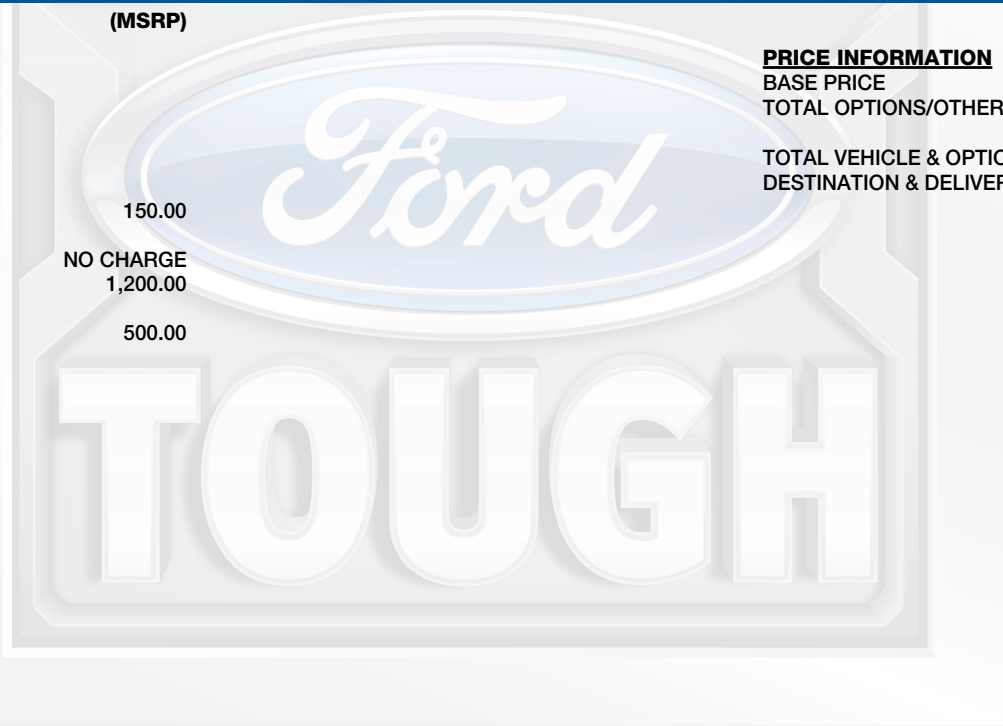 (MSRP)
150.00
NO CHARGE
1,200.00
500.00
PRICE INFORMATION
BASE PRICE
TOTAL OPTIONS/OTHER
TOTAL VEHICLE & OPTIO
DESTINATION & DELIVER
Ford
TOUGH